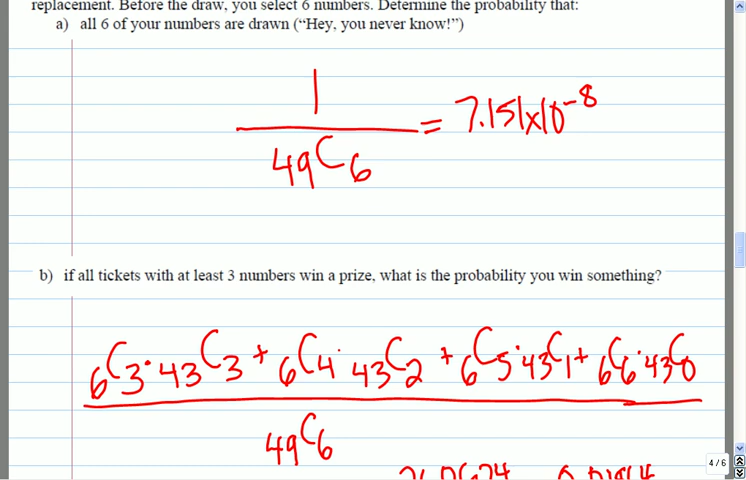 replacement. Before the draw, you select 6 numbers. Determine the probability that:
a) all 6 of your numbers are drawn (“Hey, you never know!”)
1
49C6
= 7.151x10^-8
b) if all tickets with at least 3 numbers win a prize, what is the probability you win something?
6C3·43C3 + 6C4·43C2 + 6C5·43C1 + 6C6·43C0
49C6
4 / 6